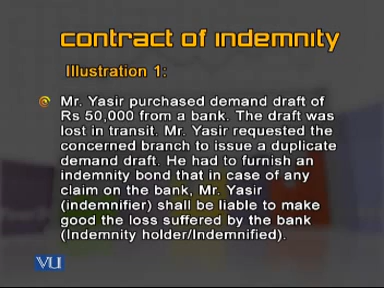 contract of indemnity
Illustration 1:
Mr. Yasir purchased demand draft of
Rs 50,000 from a bank. The draft was
lost in transit. Mr. Yasir requested the
concerned branch to issue a duplicate
demand draft. He had to furnish an
indemnity bond that in case of any
claim on the bank, Mr. Yasir
(indemnifier) shall be liable to make
good the loss suffered by the bank
(Indemnity holder/Indemnified).
VU